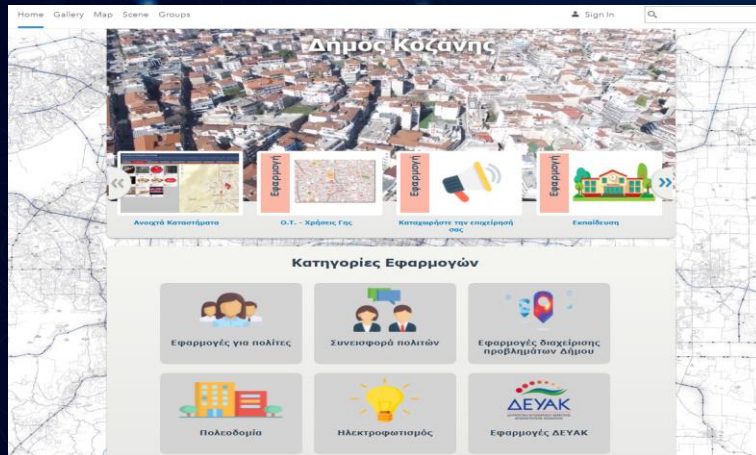 Home Gallery Map Scene Groups Sign In
Δήμος Κοζάνης
Εφαρμογή
Εφαρμογή
Εφαρμογή
Ανοιχτά Καταστήματα
Ο.Τ. - Χρήσεις Γης
Καταχωρήστε την επιχείρησή
σας
Εκπαίδευση
Κατηγορίες Εφαρμογών
Εφαρμογές για πολίτες
Συνεισφορά πολιτών
Εφαρμογές διαχείρισης
προβλημάτων Δήμου
ΔΕΥΑΚ
Πολεοδομία
Ηλεκτροφωτισμός
Εφαρμογές ΔΕΥΑΚ